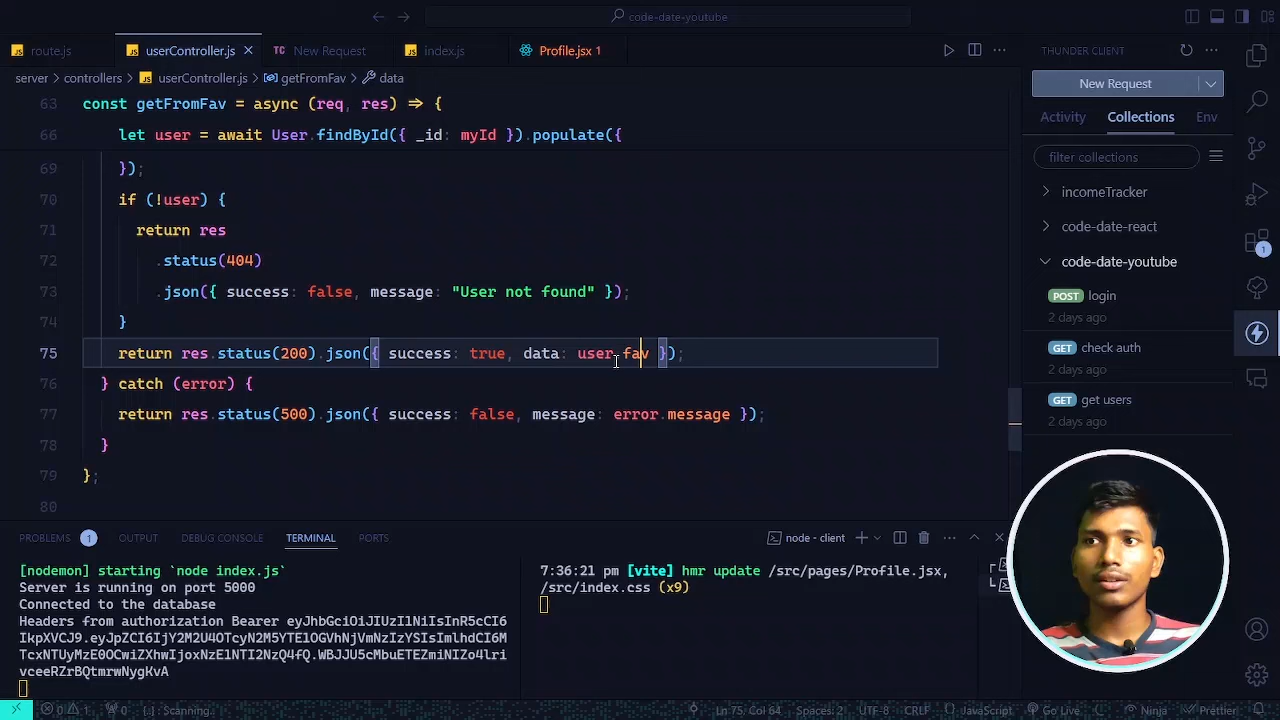 code-date-youtube
route.js
userController.js
New Request
index.js
Profile.jsx 1
THUNDER CLIENT
server > controllers > userController.js > getFromFav > data
New Request
Activity
Collections
Env
filter collections
incomeTracker
code-date-react
code-date-youtube
POST login
2 days ago
GET check auth
2 days ago
GET get users
2 days ago
63 const getFromFav = async (req, res) => {
66 let user = await User.findById({ _id: myId }).populate({
69 });
70 if (!user) {
71 return res
72 .status(404)
73 .json({ success: false, message: "User not found" });
74 }
75 return res.status(200).json({ success: true, data: user.fav });
76 } catch (error) {
77 return res.status(500).json({ success: false, message: error.message });
78 }
79 };
80
PROBLEMS 1
OUTPUT
DEBUG CONSOLE
TERMINAL
PORTS
node - client
[nodemon] starting `node index.js`
Server is running on port 5000
Connected to the database
Headers from authorization Bearer eyJhbGciOiJIUzI1NiIsInR5cCI6
IkpXVCJ9.eyJpZCI6IjY2M2U4OTcyN2M5YTE1OGVhNjVmNzIzYSIsImlhdCI6M
TcxNTUyMzE0OCwiZXhwIjoxNzE1NTI2NzQ4fQ.WBJJU5cMbuETEZmiNIZo4lri
vceeRZrBQtmrwNygKvA
7:36:21 pm [vite] hmr update /src/pages/Profile.jsx,
/src/index.css (x9)
0 1
0
Scanning..
Ln 75, Col 64
Spaces: 2
UTF-8
CRLF
JavaScript
Go Live
Ninja
Prettier
1